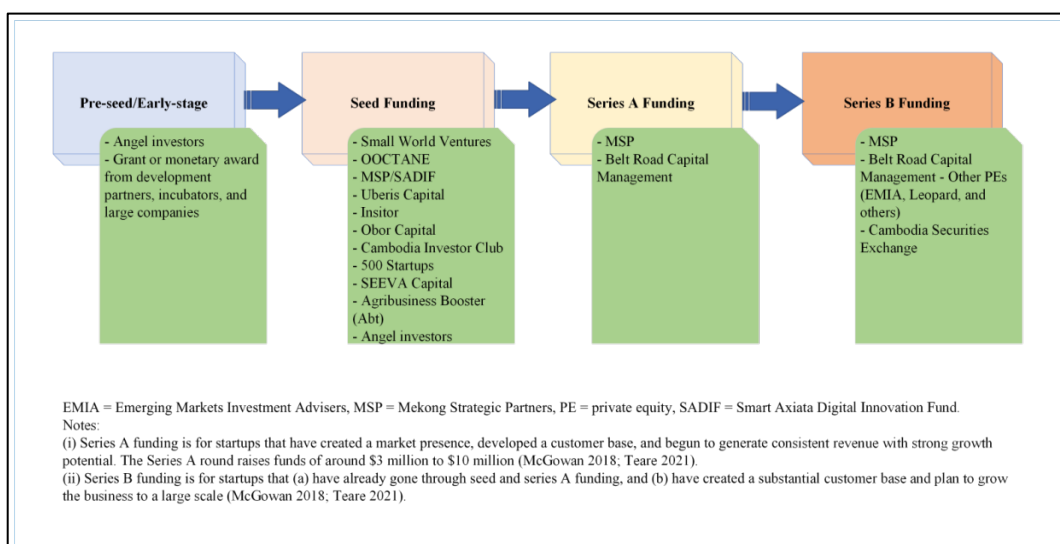 Pre-seed/Early-stage
- Angel investors
- Grant or monetary award
from development
partners, incubators, and
large companies
Seed Funding
- Small World Ventures
- OOCTANE
- MSP/SADIF
- Uberis Capital
- Insitor
- Obor Capital
- Cambodia Investor Club
- 500 Startups
- SEEVA Capital
- Agribusiness Booster
(Abt)
- Angel investors
Series A Funding
- MSP
- Belt Road Capital
Management
Series B Funding
- MSP
- Belt Road Capital
Management - Other PEs
(EMIA, Leopard, and
others)
- Cambodia Securities
Exchange
EMIA = Emerging Markets Investment Advisers, MSP = Mekong Strategic Partners, PE = private equity, SADIF = Smart Axiata Digital Innovation Fund.
Notes:
(i) Series A funding is for startups that have created a market presence, developed a customer base, and begun to generate consistent revenue with strong growth
potential. The Series A round raises funds of around $3 million to $10 million (McGowan 2018; Teare 2021).
(ii) Series B funding is for startups that (a) have already gone through seed and series A funding, and (b) have created a substantial customer base and plan to grow
the business to a large scale (McGowan 2018; Teare 2021).